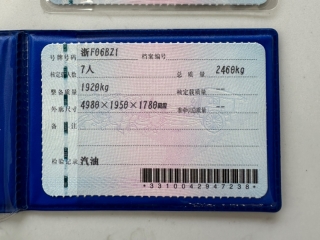 号牌号码 浙F06BZ1 档案编号
核定载人数 7人 总质量 2460kg
整备质量 1920kg 核定载质量 --
外廓尺寸 4980×1950×1780mm 准牵引总质量 --
备注
检验记录 汽油
*3310042947238*